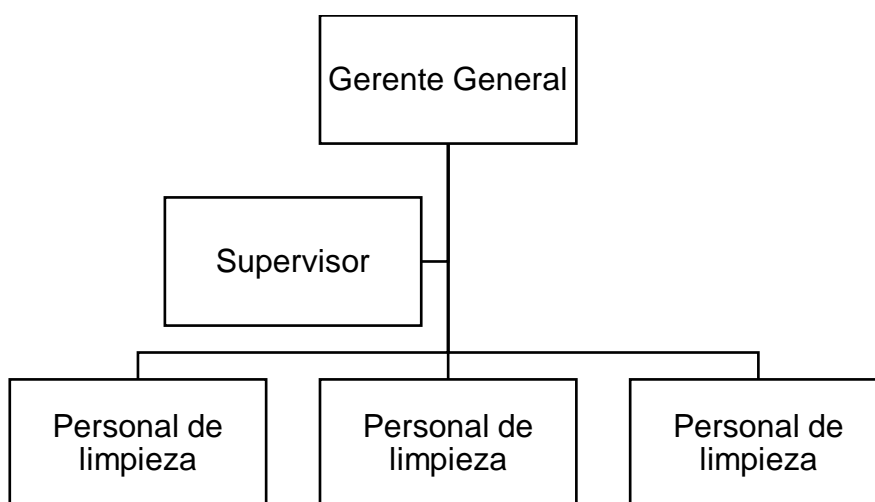 Gerente General
Supervisor
Personal de
limpieza
Personal de
limpieza
Personal de
limpieza